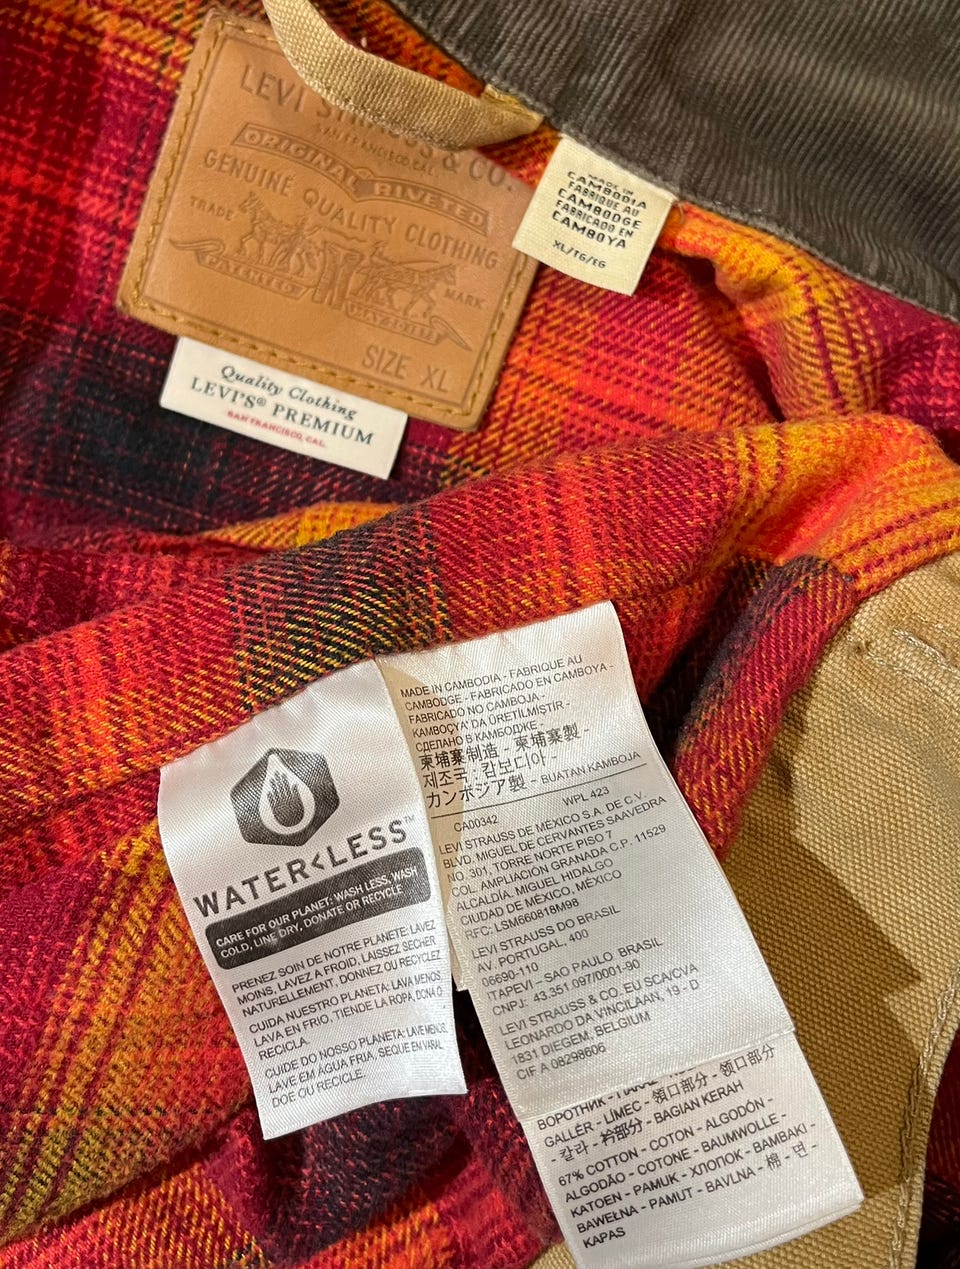 LEVI STRAUSS & CO.
SAN FRANCISCO CAL.
ORIGINAL RIVETED
GENUINE QUALITY CLOTHING
TRADE MARK
PATENTED
SIZE XL
Quality Clothing
LEVI'S® PREMIUM
SAN FRANCISCO, CAL.
MADE IN
CAMBODIA
FABRIQUE AU
CAMBODGE
FABRICADO EN
CAMBOYA
XL/TG/EG
WATER<LESS™
CARE FOR OUR PLANET: WASH LESS, WASH
COLD, LINE DRY, DONATE OR RECYCLE
PRENEZ SOIN DE NOTRE PLANETE: LAVEZ
MOINS, LAVEZ A FROID, LAISSEZ SECHER
NATURELLEMENT, DONNEZ OU RECYCLEZ
CUIDA NUESTRO PLANETA: LAVA MENOS,
LAVA EN FRIO, TIENDE LA ROPA, DONA O
RECICLA.
CUIDE DO NOSSO PLANETA: LAVE MENOS,
LAVE EM ÁGUA FRIA, SEQUE EM VARAL,
DOE OU RECICLE.
MADE IN CAMBODIA - FABRIQUE AU
CAMBODGE - FABRICADO EN CAMBOYA -
FABRICADO NO CAMBOJA -
KAMBOÇYA' DA ÜRETİLMİŞTİR -
СДЕЛАНО В КАМБОДЖЕ -
柬埔寨制造 - 柬埔寨製 -
제조국 : 캄보디아 -
カンボジア製 - BUATAN KAMBOJA
CA00342 WPL 423
LEVI STRAUSS DE MÉXICO S.A. DE C.V.
BLVD. MIGUEL DE CERVANTES SAAVEDRA
NO. 301, TORRE NORTE PISO 7
COL. AMPLIACIÓN GRANADA C.P. 11529
ALCALDÍA. MIGUEL HIDALGO
CIUDAD DE MÉXICO, MÉXICO
RFC: LSM660818M98
LEVI STRAUSS DO BRASIL
AV. PORTUGAL, 400
06690-110
ITAPEVI - SAO PAULO. BRASIL
CNPJ: 43.351.097/0001-90
LEVI STRAUSS & CO. EU SCA/CVA
LEONARDO DA VINCILAAN, 19 - D
1831 DIEGEM, BELGIUM
CIF A 08298606
ВОРОТНИК -
GALLÉR - LÍMEC - 领口部分 - 領口部分
- 칼라 - 衿部分 - BAGIAN KERAH
67% COTTON - COTON - ALGODÓN -
ALGODÃO - COTONE - BAUMWOLLE -
KATOEN - PAMUK - ХЛОПОК - BAMBAKI -
BAWEŁNA - PAMUT - BAVLNA - 棉 - 면 -
KAPAS